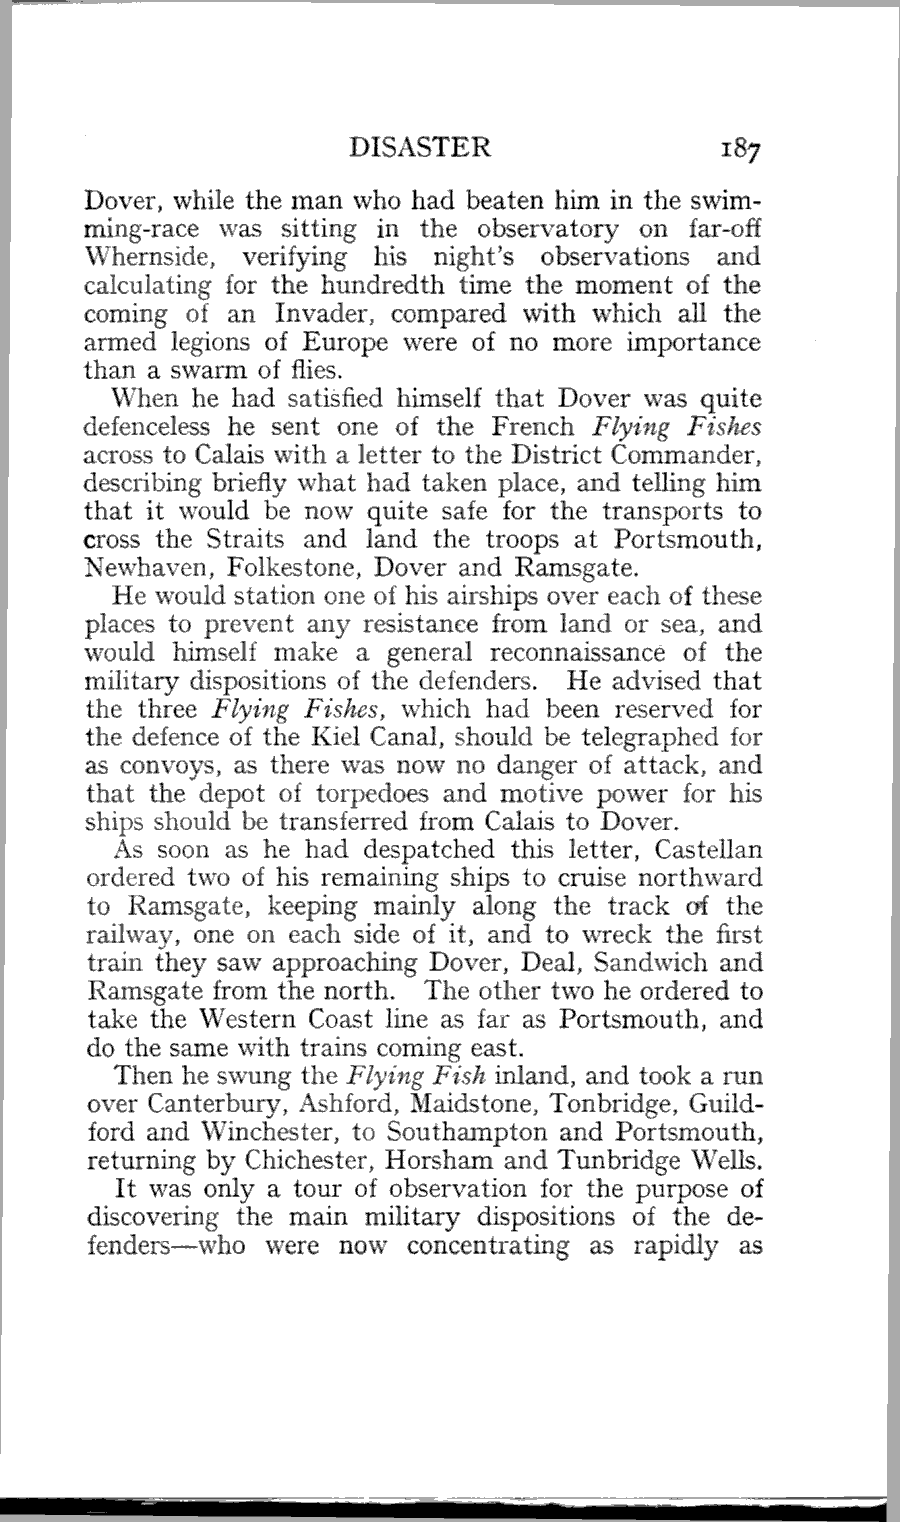 DISASTER 187
Dover, while the man who had beaten him in the swim-
ming-race was sitting in the observatory on far-off
Whernside, verifying his night's observations and
calculating for the hundredth time the moment of the
coming of an Invader, compared with which all the
armed legions of Europe were of no more importance
than a swarm of flies.
When he had satisfied himself that Dover was quite
defenceless he sent one of the French Flying Fishes
across to Calais with a letter to the District Commander,
describing briefly what had taken place, and telling him
that it would be now quite safe for the transports to
cross the Straits and land the troops at Portsmouth,
Newhaven, Folkestone, Dover and Ramsgate.
He would station one of his airships over each of these
places to prevent any resistance from land or sea, and
would himself make a general reconnaissance of the
military dispositions of the defenders. He advised that
the three Flying Fishes, which had been reserved for
the defence of the Kiel Canal, should be telegraphed for
as convoys, as there was now no danger of attack, and
that the depot of torpedoes and motive power for his
ships should be transferred from Calais to Dover.
As soon as he had despatched this letter, Castellan
ordered two of his remaining ships to cruise northward
to Ramsgate, keeping mainly along the track of the
railway, one on each side of it, and to wreck the first
train they saw approaching Dover, Deal, Sandwich and
Ramsgate from the north. The other two he ordered to
take the Western Coast line as far as Portsmouth, and
do the same with trains coming east.
Then he swung the Flying Fish inland, and took a run
over Canterbury, Ashford, Maidstone, Tonbridge, Guild-
ford and Winchester, to Southampton and Portsmouth,
returning by Chichester, Horsham and Tunbridge Wells.
It was only a tour of observation for the purpose of
discovering the main military dispositions of the de-
fenders—who were now concentrating as rapidly as